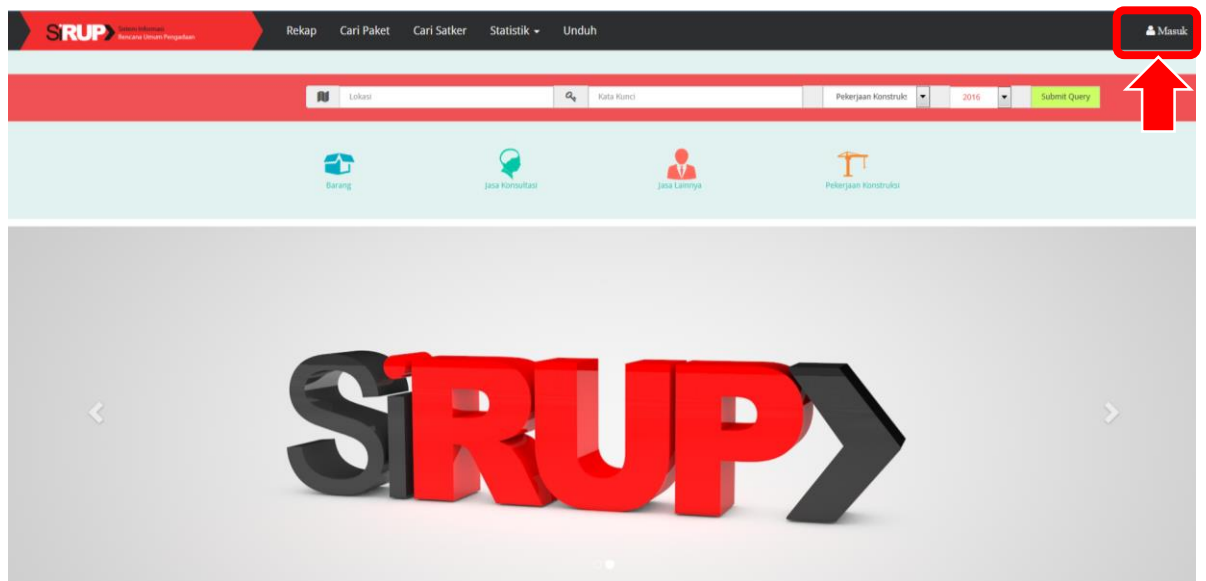 SiRUP Sistem Informasi
Rencana Umum Pengadaan
Rekap Cari Paket Cari Satker Statistik Unduh Masuk
Lokasi Kata Kunci Pekerjaan Konstruks 2016 Submit Query
Barang Jasa Konsultasi Jasa Lainnya Pekerjaan Konstruksi
SiRUP